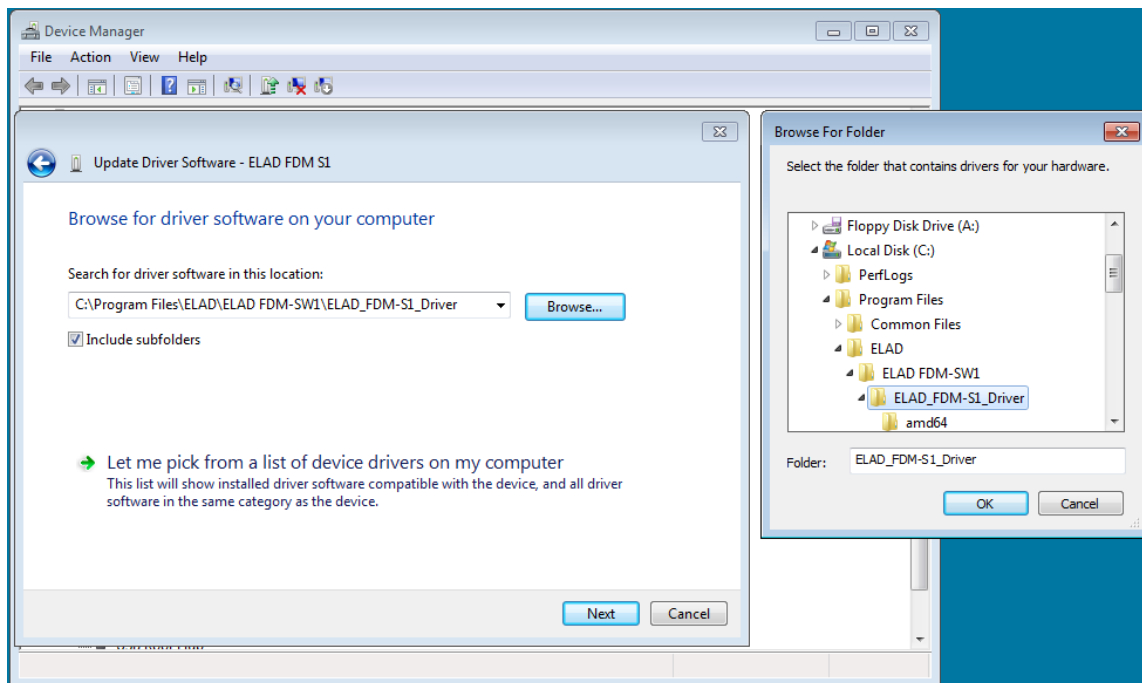 Device Manager
File Action View Help
Update Driver Software - ELAD FDM S1
Browse for driver software on your computer
Search for driver software in this location:
C:\Program Files\ELAD\ELAD FDM-SW1\ELAD_FDM-S1_Driver
Browse...
Include subfolders
Let me pick from a list of device drivers on my computer
This list will show installed driver software compatible with the device, and all driver
software in the same category as the device.
Next
Cancel
Browse For Folder
Select the folder that contains drivers for your hardware.
Floppy Disk Drive (A:)
Local Disk (C:)
PerfLogs
Program Files
Common Files
ELAD
ELAD FDM-SW1
ELAD_FDM-S1_Driver
amd64
Folder: ELAD_FDM-S1_Driver
OK
Cancel